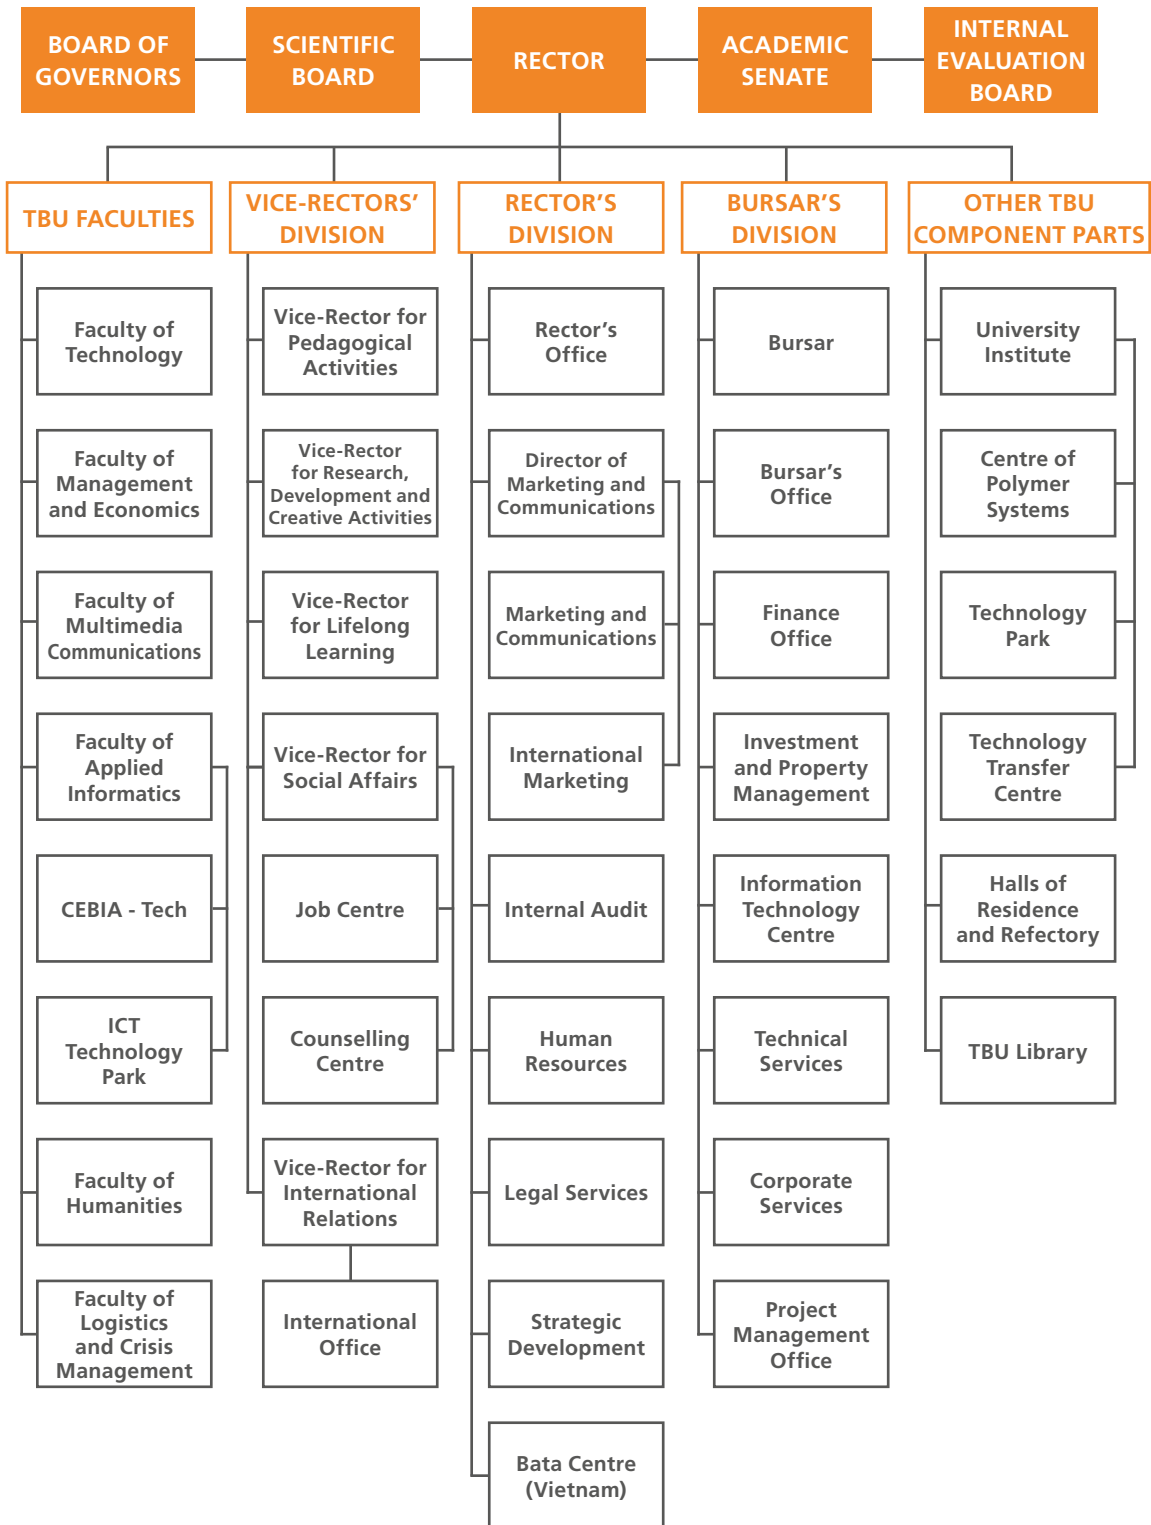 BOARD OF
GOVERNORS
SCIENTIFIC
BOARD
RECTOR
ACADEMIC
SENATE
INTERNAL
EVALUATION
BOARD
TBU FACULTIES
VICE-RECTORS’
DIVISION
RECTOR’S
DIVISION
BURSAR’S
DIVISION
OTHER TBU
COMPONENT PARTS
Faculty of
Technology
Faculty of
Management
and Economics
Faculty of
Multimedia
Communications
Faculty of
Applied
Informatics
CEBIA - Tech
ICT
Technology
Park
Faculty of
Humanities
Faculty of
Logistics
and Crisis
Management
Vice-Rector for
Pedagogical
Activities
Vice-Rector
for Research,
Development and
Creative Activities
Vice-Rector
for Lifelong
Learning
Vice-Rector for
Social Affairs
Job Centre
Counselling
Centre
Vice-Rector for
International
Relations
International
Office
Rector’s
Office
Director of
Marketing and
Communications
Marketing and
Communications
International
Marketing
Internal Audit
Human
Resources
Legal Services
Strategic
Development
Bata Centre
(Vietnam)
Bursar
Bursar’s
Office
Finance
Office
Investment
and Property
Management
Information
Technology
Centre
Technical
Services
Corporate
Services
Project
Management
Office
University
Institute
Centre of
Polymer
Systems
Technology
Park
Technology
Transfer
Centre
Halls of
Residence
and Refectory
TBU Library